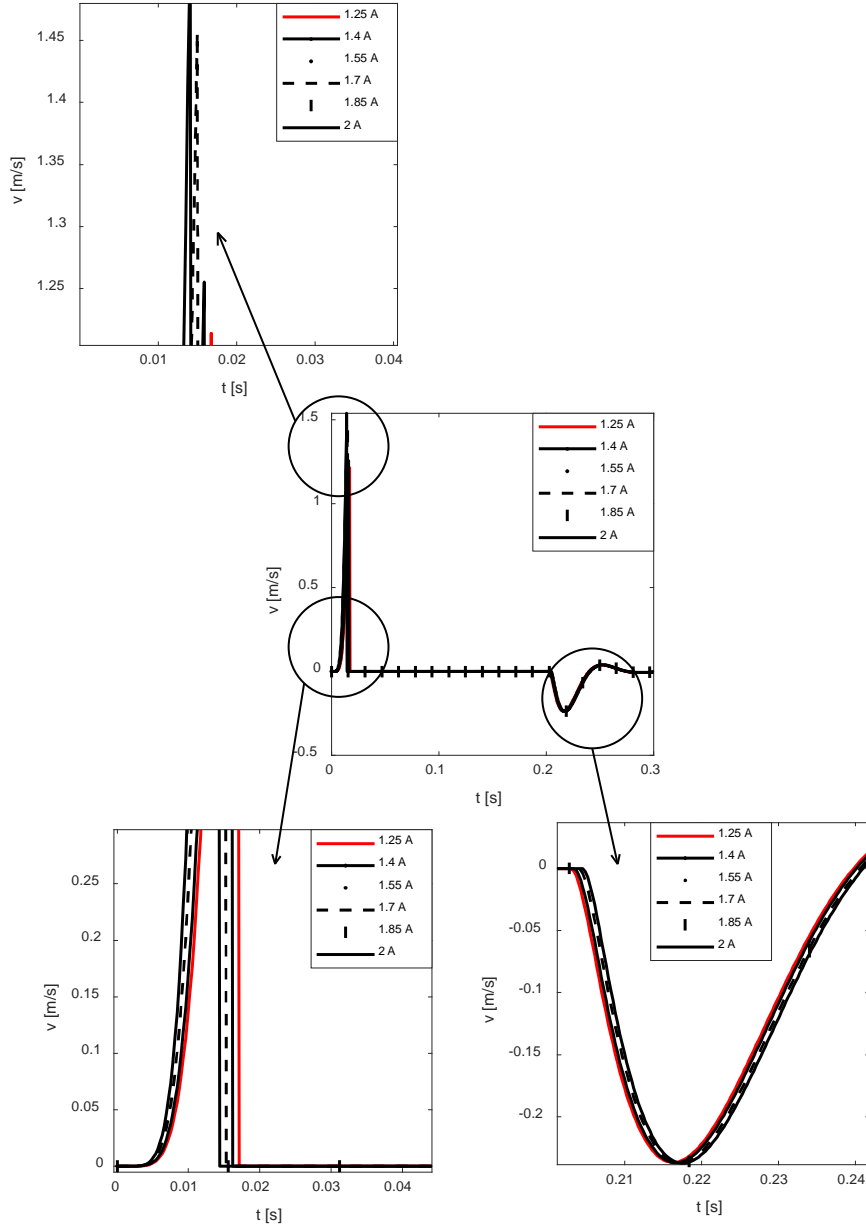 1.45
1.4
1.35
1.3
1.25
v [m/s]
0.01 0.02 0.03 0.04
t [s]
1.25 A
1.4 A
1.55 A
1.7 A
1.85 A
2 A
1.5
1
0.5
0
-0.5
v [m/s]
0 0.1 0.2 0.3
t [s]
1.25 A
1.4 A
1.55 A
1.7 A
1.85 A
2 A
0.25
0.2
0.15
0.1
0.05
0
v [m/s]
0 0.01 0.02 0.03 0.04
t [s]
1.25 A
1.4 A
1.55 A
1.7 A
1.85 A
2 A
0
-0.05
-0.1
-0.15
-0.2
v [m/s]
0.21 0.22 0.23 0.24
t [s]
1.25 A
1.4 A
1.55 A
1.7 A
1.85 A
2 A